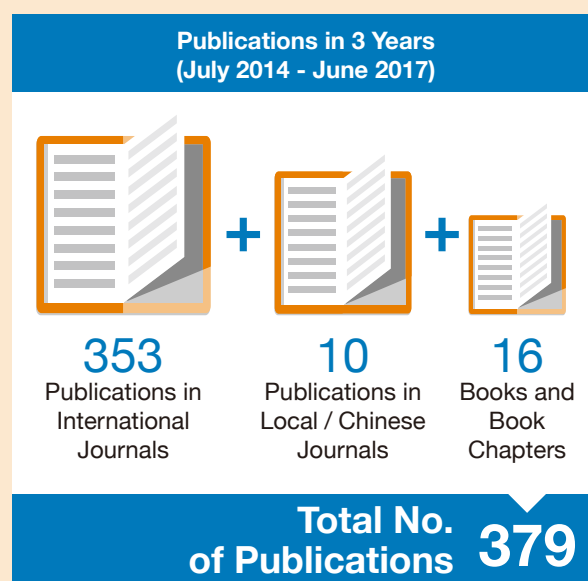 Publications in 3 Years
(July 2014 - June 2017)
+
+
353
Publications in
International
Journals
10
Publications in
Local / Chinese
Journals
16
Books and
Book
Chapters
Total No.
of Publications
379